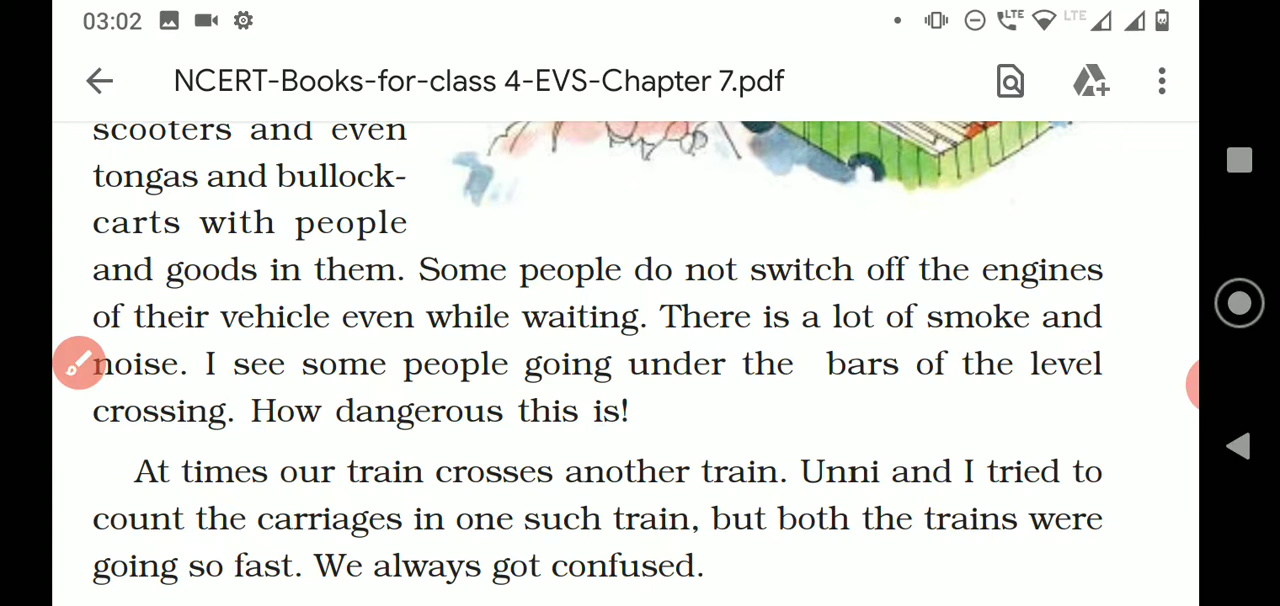 03:02 LTE LTE
NCERT-Books-for-class 4-EVS-Chapter 7.pdf
scooters and even
tongas and bullock-
carts with people
and goods in them. Some people do not switch off the engines
of their vehicle even while waiting. There is a lot of smoke and
noise. I see some people going under the bars of the level
crossing. How dangerous this is!
At times our train crosses another train. Unni and I tried to
count the carriages in one such train, but both the trains were
going so fast. We always got confused.